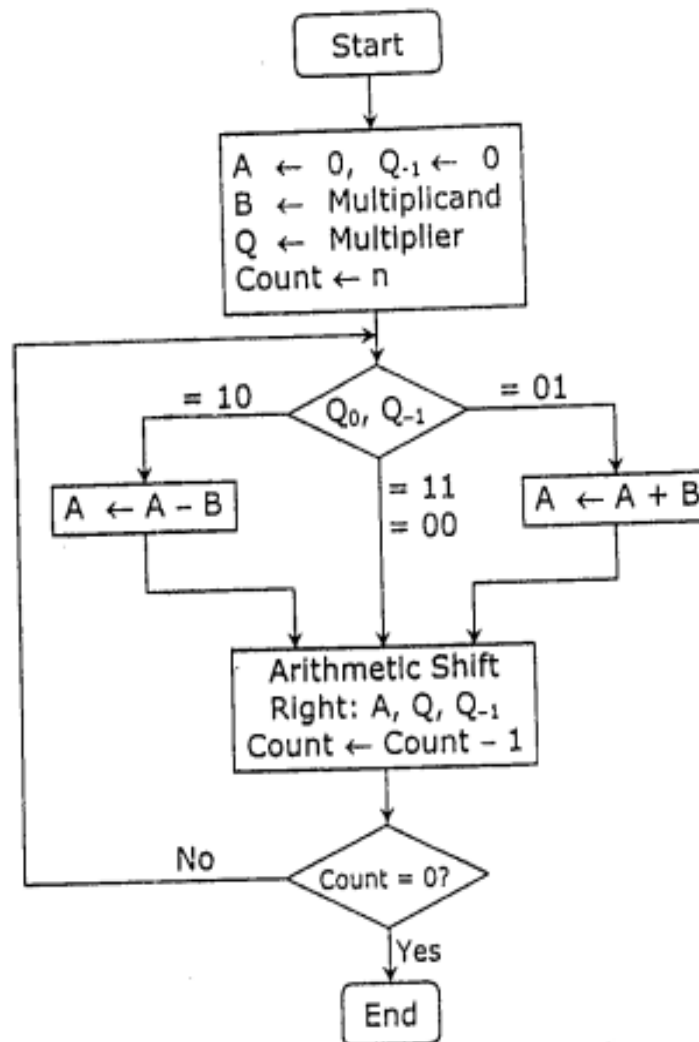 Start
A ← 0, Q₋₁ ← 0
B ← Multiplicand
Q ← Multiplier
Count ← n
= 10
Q₀, Q₋₁
= 01
A ← A – B
= 11
= 00
A ← A + B
Arithmetic Shift
Right: A, Q, Q₋₁
Count ← Count – 1
No
Count = 0?
Yes
End